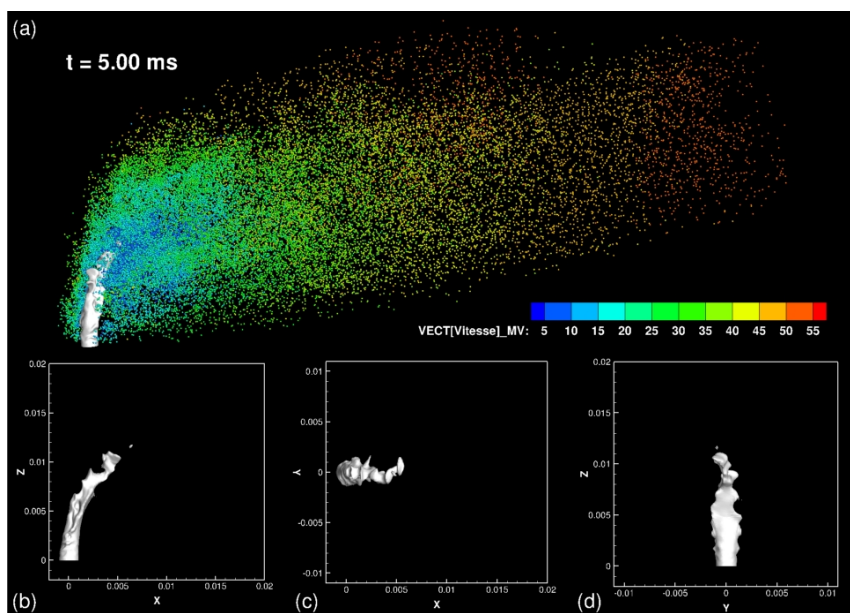 (a)
t = 5.00 ms
VECT[Vitesse]_MV: 5 10 15 20 25 30 35 40 45 50 55
0.02
0.015
0.01
0.005
0
Z
0 0.005 0.01 0.015 0.02
X
(b)
0.01
0.005
0
-0.005
-0.01
Y
0 0.005 0.01 0.015 0.02
X
(c)
0.02
0.015
0.01
0.005
0
Z
-0.01 -0.005 0 0.005 0.01
Y
(d)